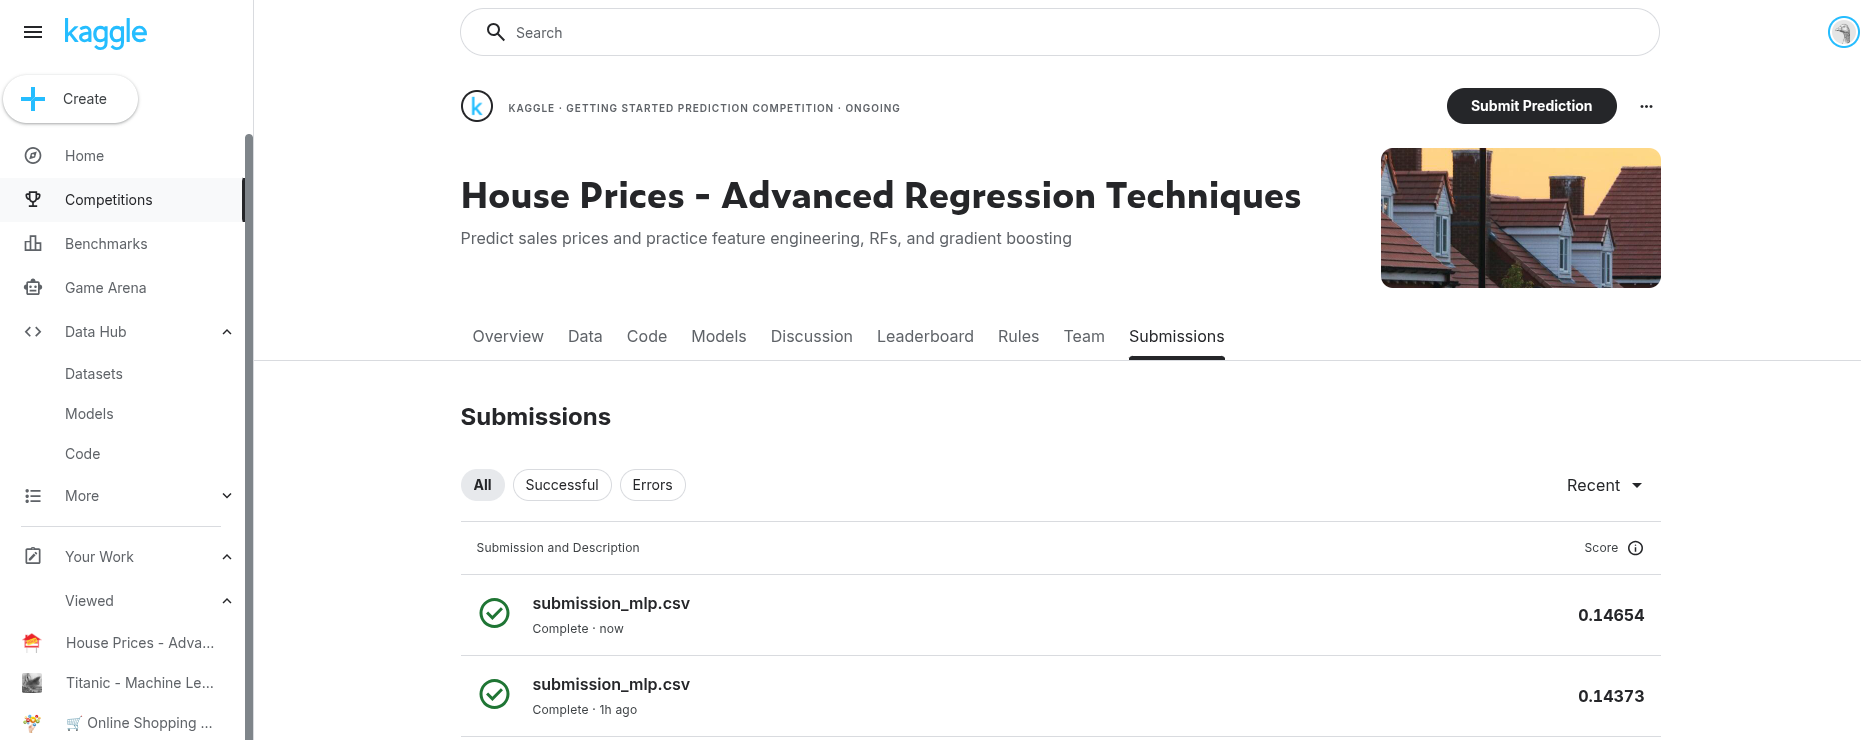 kaggle
Search
Create
KAGGLE · GETTING STARTED PREDICTION COMPETITION · ONGOING
Submit Prediction
House Prices - Advanced Regression Techniques
Predict sales prices and practice feature engineering, RFs, and gradient boosting
Home
Competitions
Benchmarks
Game Arena
Data Hub
Datasets
Models
Code
More
Your Work
Viewed
House Prices - Adva...
Titanic - Machine Le...
🛒 Online Shopping ...
Overview Data Code Models Discussion Leaderboard Rules Team Submissions
Submissions
All Successful Errors Recent
Submission and Description Score
submission_mlp.csv
Complete · now
0.14654
submission_mlp.csv
Complete · 1h ago
0.14373